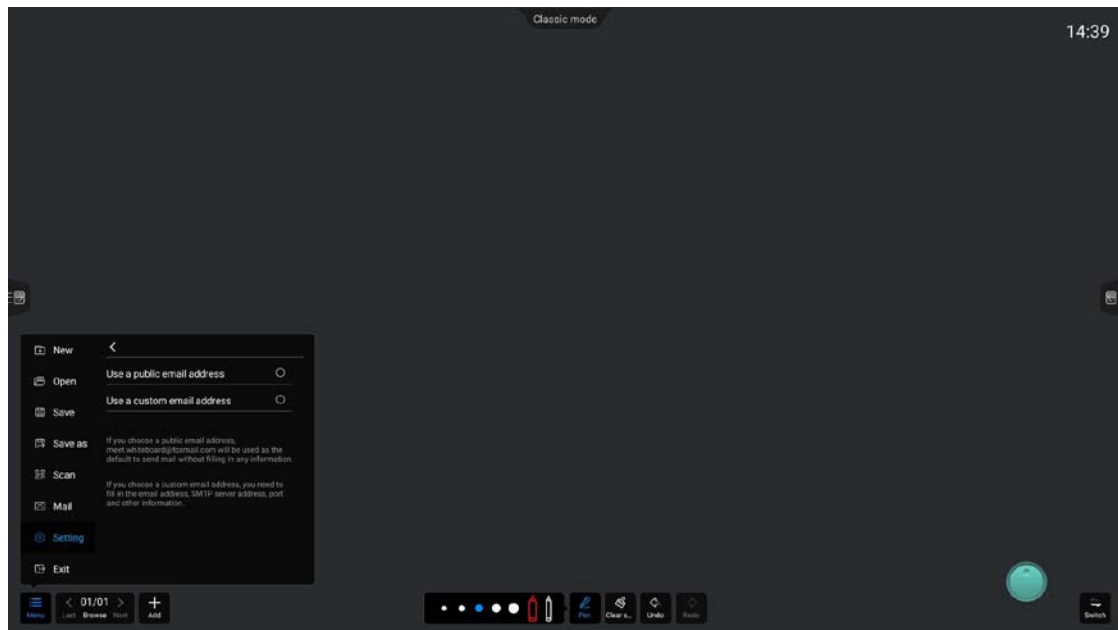 Classic mode
14:39
New
Open
Save
Save as
Scan
Mail
Setting
Exit
Use a public email address
Use a custom email address
If you choose a public email address,
meet.whiteboard@foxmail.com will be used as the
default to send mail without filling in any information.
If you choose a custom email address, you need to
fill in the email address, SMTP server address, port
and other information.
Menu
01/01
Last Browse Next
Add
Pen
Clear s...
Undo
Redo
Switch